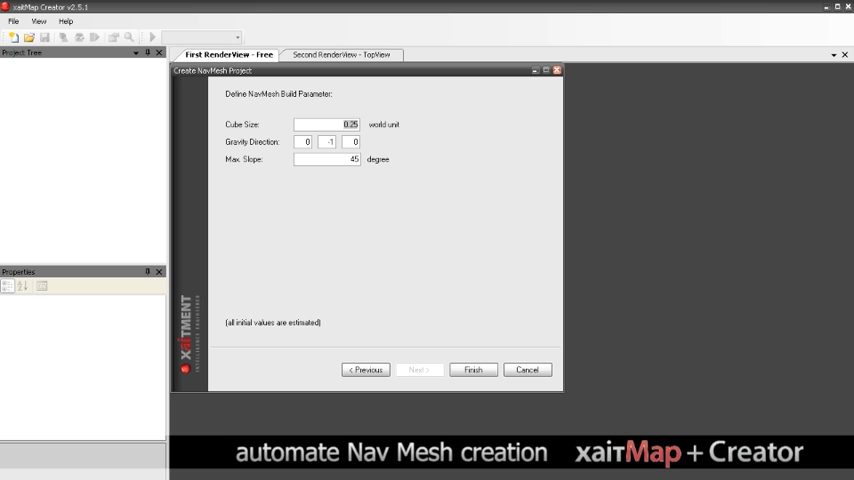 xaitMap Creator v2.5.1
File View Help
Project Tree
First RenderView - Free
Second RenderView - TopView
Create NavMesh Project
Define NavMesh Build Parameter:
Cube Size: 0.25 world unit
Gravity Direction: 0 -1 0
Max. Slope: 45 degree
Properties
(all initial values are estimated)
XAITMENT
INTELLIGENCE ENGINEERED
< Previous Next > Finish Cancel
automate Nav Mesh creation xaitMap + Creator